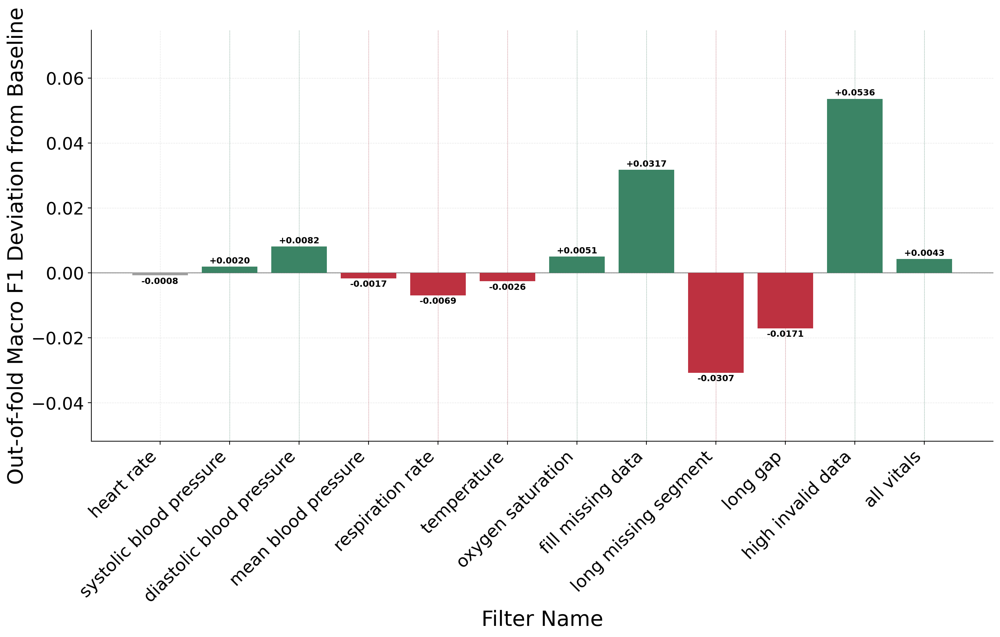 Out-of-fold Macro F1 Deviation from Baseline
0.06
0.04
0.02
0.00
−0.02
−0.04
-0.0008
+0.0020
+0.0082
-0.0017
-0.0069
-0.0026
+0.0051
+0.0317
-0.0307
-0.0171
+0.0536
+0.0043
heart rate
systolic blood pressure
diastolic blood pressure
mean blood pressure
respiration rate
temperature
oxygen saturation
fill missing data
long missing segment
long gap
high invalid data
all vitals
Filter Name